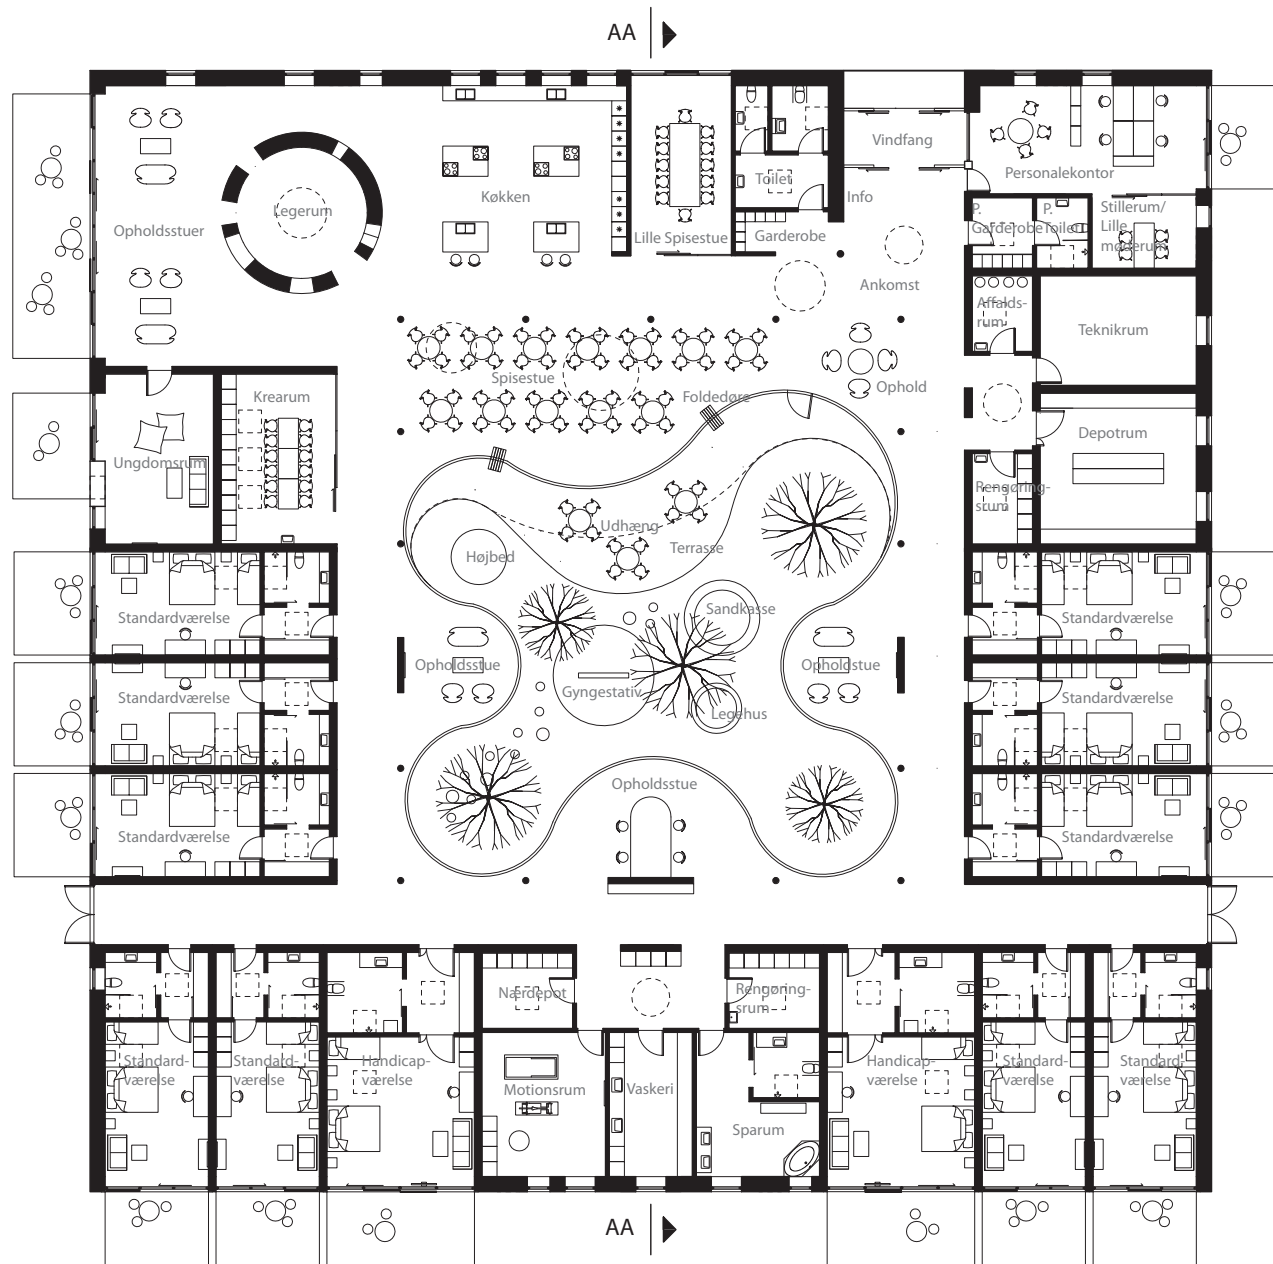 AA
Vindfang
Personalekontor
Toilet
Info
Køkken
Legerum
Opholdsstuer
Lille Spisestue
Garderobe
P.
Garderobe
P.
Toilet
Stillerum/
Lille
møderum
Ankomst
Affalds-
rum
Teknikrum
Spisestue
Foldedøre
Ophold
Krearum
Ungdomsrum
Depotrum
Rengørings-
rum
Udhæng
Terrasse
Højbed
Sandkasse
Standardværelse
Standardværelse
Opholdsstue
Opholdstue
Gyngestativ
Legehus
Standardværelse
Standardværelse
Opholdsstue
Standardværelse
Standardværelse
Nærdepot
Rengørings-
rum
Standard-
værelse
Standard-
værelse
Handicap-
værelse
Motionsrum
Vaskeri
Sparum
Handicap-
værelse
Standard-
værelse
Standard-
værelse
AA